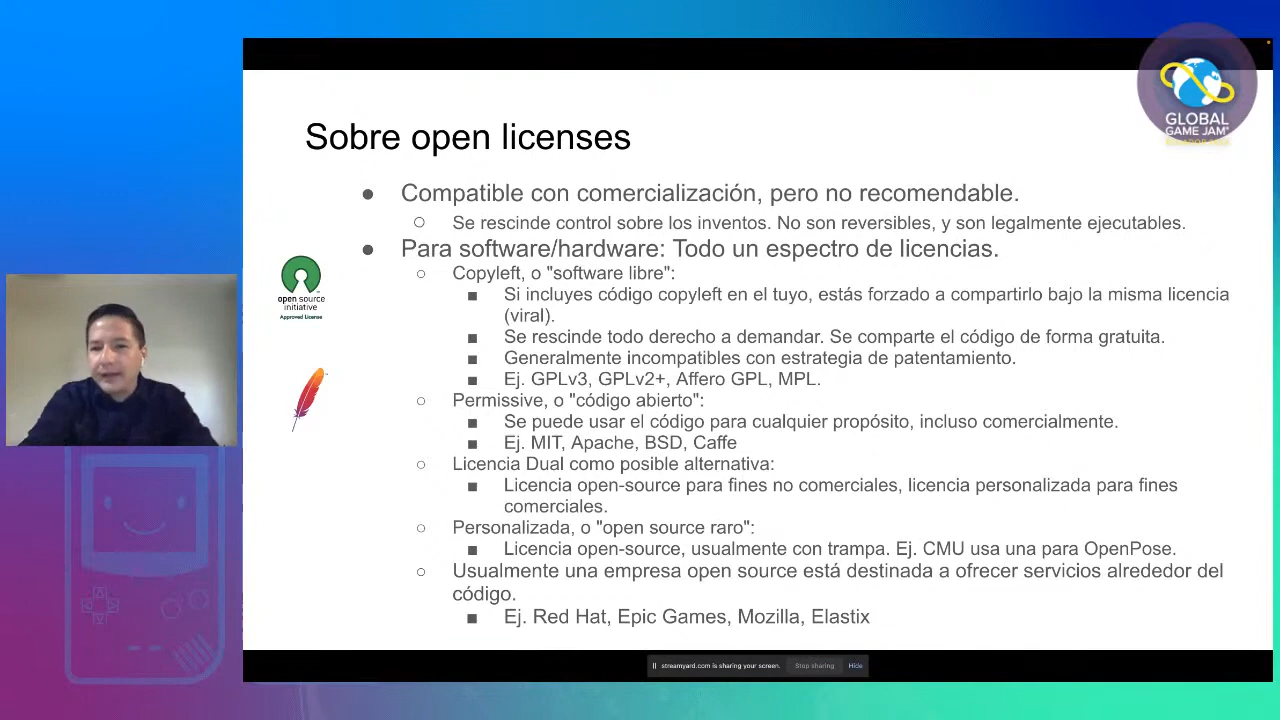 GLOBAL
GAME JAM
Sobre open licenses
● Compatible con comercialización, pero no recomendable.
○ Se rescinde control sobre los inventos. No son reversibles, y son legalmente ejecutables.
● Para software/hardware: Todo un espectro de licencias.
○ Copyleft, o "software libre":
■ Si incluyes código copyleft en el tuyo, estás forzado a compartirlo bajo la misma licencia
(viral).
■ Se rescinde todo derecho a demandar. Se comparte el código de forma gratuita.
■ Generalmente incompatibles con estrategia de patentamiento.
■ Ej. GPLv3, GPLv2+, Affero GPL, MPL.
○ Permissive, o "código abierto":
■ Se puede usar el código para cualquier propósito, incluso comercialmente.
■ Ej. MIT, Apache, BSD, Caffe
○ Licencia Dual como posible alternativa:
■ Licencia open-source para fines no comerciales, licencia personalizada para fines
comerciales.
○ Personalizada, o "open source raro":
■ Licencia open-source, usualmente con trampa. Ej. CMU usa una para OpenPose.
○ Usualmente una empresa open source está destinada a ofrecer servicios alrededor del
código.
■ Ej. Red Hat, Epic Games, Mozilla, Elastix
open source
initiative
Approved License
streamyard.com is sharing your screen. Stop sharing Hide